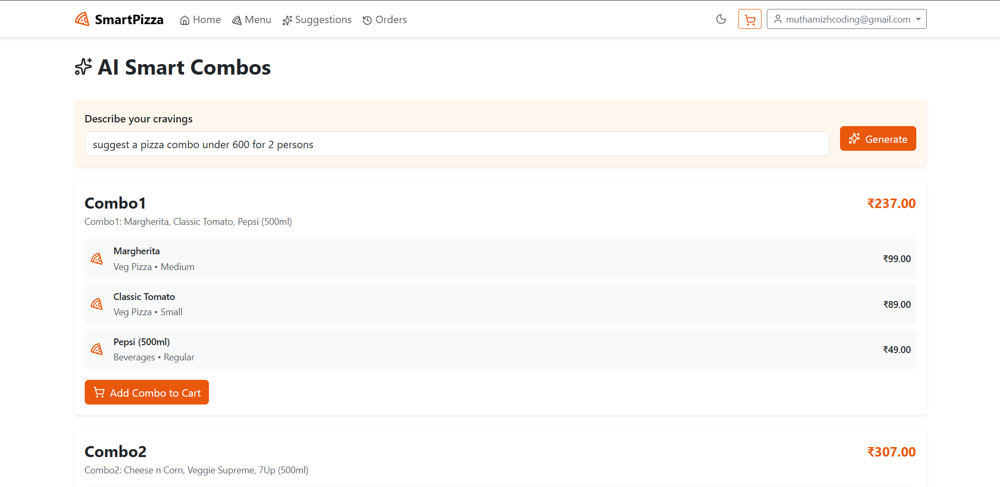 SmartPizza Home Menu Suggestions Orders muthamizhcoding@gmail.com
AI Smart Combos
Describe your cravings
suggest a pizza combo under 600 for 2 persons
Generate
Combo1 ₹237.00
Combo1: Margherita, Classic Tomato, Pepsi (500ml)
Margherita
Veg Pizza • Medium
₹99.00
Classic Tomato
Veg Pizza • Small
₹89.00
Pepsi (500ml)
Beverages • Regular
₹49.00
Add Combo to Cart
Combo2 ₹307.00
Combo2: Cheese n Corn, Veggie Supreme, 7Up (500ml)